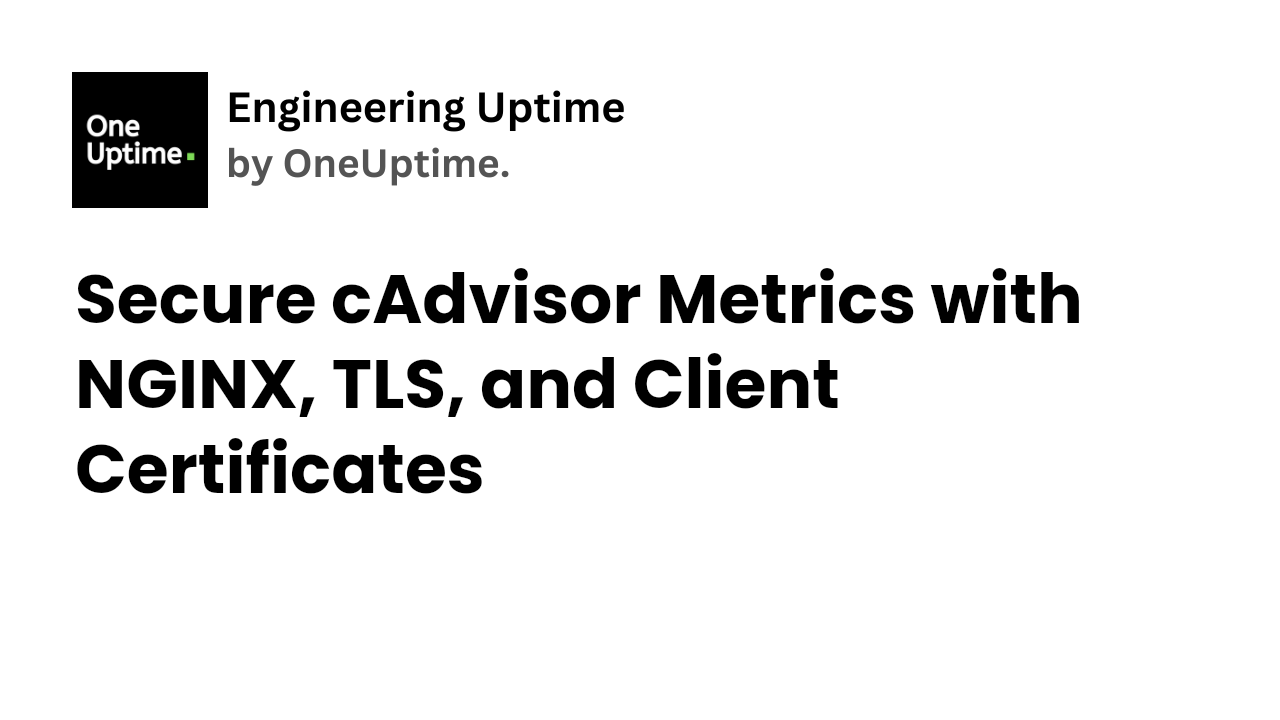 One
Uptime
Engineering Uptime
by OneUptime.
Secure cAdvisor Metrics with
NGINX, TLS, and Client
Certificates